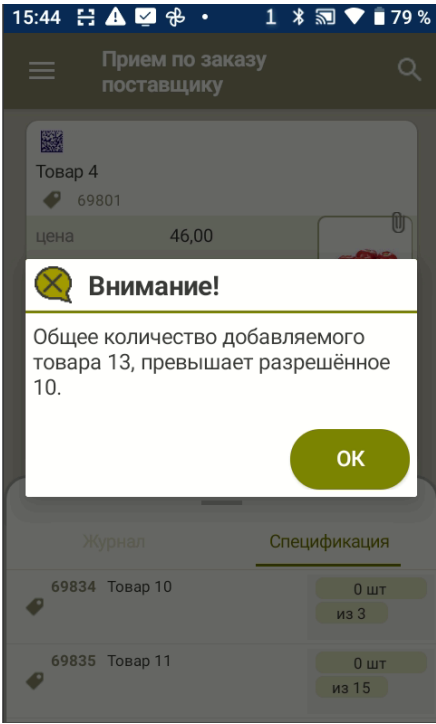 15:44 1 79 %
Прием по заказу
поставщику
Товар 4
69801
цена 46,00
Внимание!
Общее количество добавляемого
товара 13, превышает разрешённое
10.
ОК
Журнал Спецификация
69834 Товар 10 0 шт
из 3
69835 Товар 11 0 шт
из 15